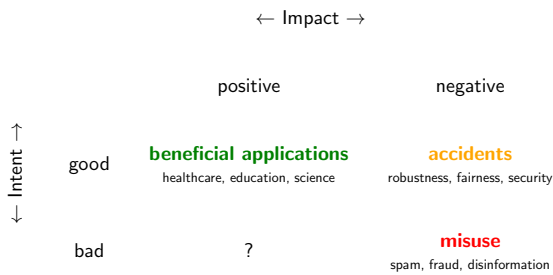 ← Impact →
positive negative
← Intent →
good beneficial applications accidents
healthcare, education, science robustness, fairness, security
bad ? misuse
spam, fraud, disinformation